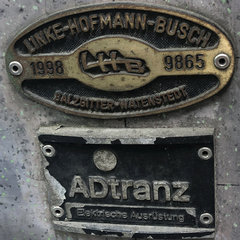 LINKE-HOFMANN-BUSCH
1998 LHB 9865
SALZGITTER-WATENSTEDT
ADtranz
Elektrische Ausrüstung